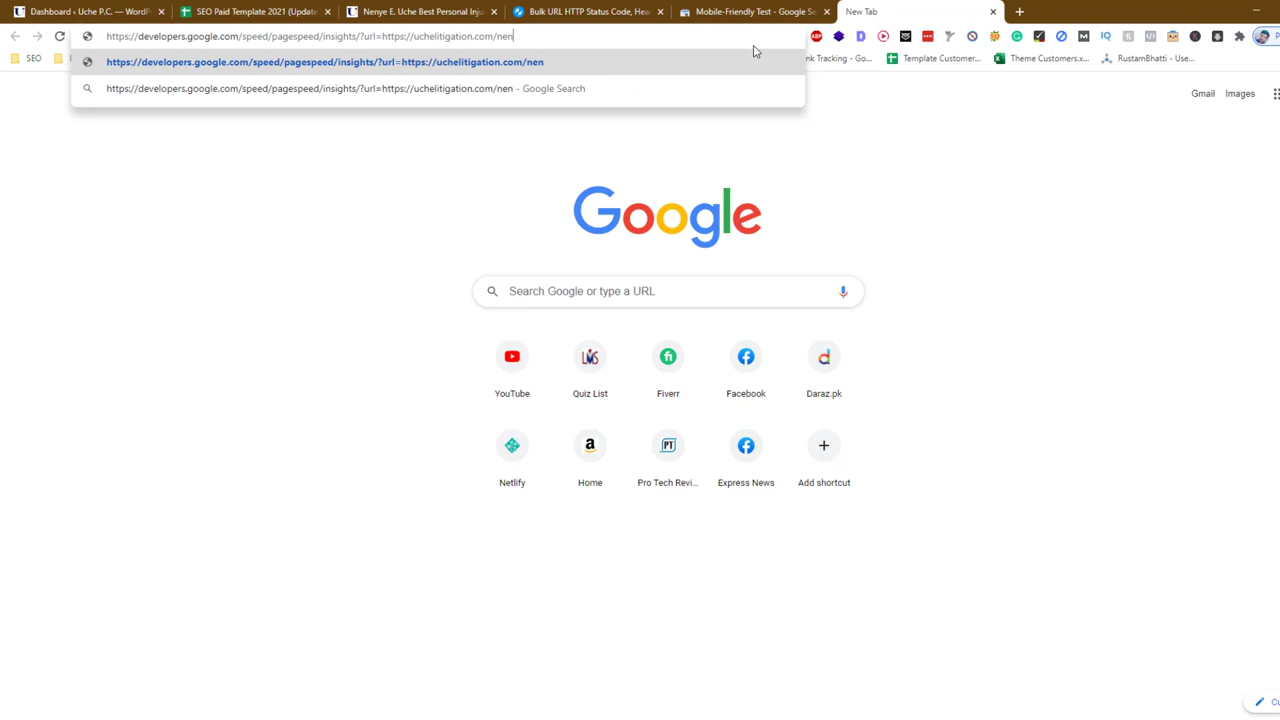 Dashboard ‹ Uche P.C. — WordP
SEO Paid Template 2021 (Update
Nenye E. Uche Best Personal Inju
Bulk URL HTTP Status Code, Hea
Mobile-Friendly Test - Google Se
New Tab
https://developers.google.com/speed/pagespeed/insights/?url=https://uchelitigation.com/nen
SEO
https://developers.google.com/speed/pagespeed/insights/?url=https://uchelitigation.com/nen
nk Tracking - Go...
Template Customer...
Theme Customers.x...
RustamBhatti - Use...
https://developers.google.com/speed/pagespeed/insights/?url=https://uchelitigation.com/nen - Google Search
Gmail Images
Google
Search Google or type a URL
YouTube Quiz List Fiverr Facebook Daraz.pk
Netlify Home Pro Tech Revi... Express News Add shortcut
Cu